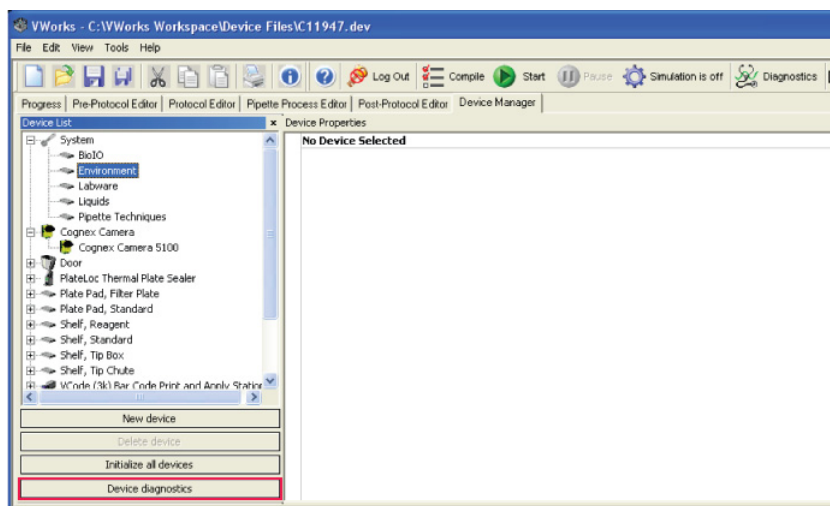 VWorks - C:\VWorks Workspace\Device Files\C11947.dev
File Edit View Tools Help
Log Out Compile Start Pause Simulation is off Diagnostics
Progress Pre-Protocol Editor Protocol Editor Pipette Process Editor Post-Protocol Editor Device Manager
Device List x Device Properties
No Device Selected
System
BioIO
Environment
Labware
Liquids
Pipette Techniques
Cognex Camera
Cognex Camera 5100
Door
PlateLoc Thermal Plate Sealer
Plate Pad, Filter Plate
Plate Pad, Standard
Shelf, Reagent
Shelf, Standard
Shelf, Tip Box
Shelf, Tip Chute
VCode (3k) Bar Code Print and Apply Station
New device
Delete device
Initialize all devices
Device diagnostics